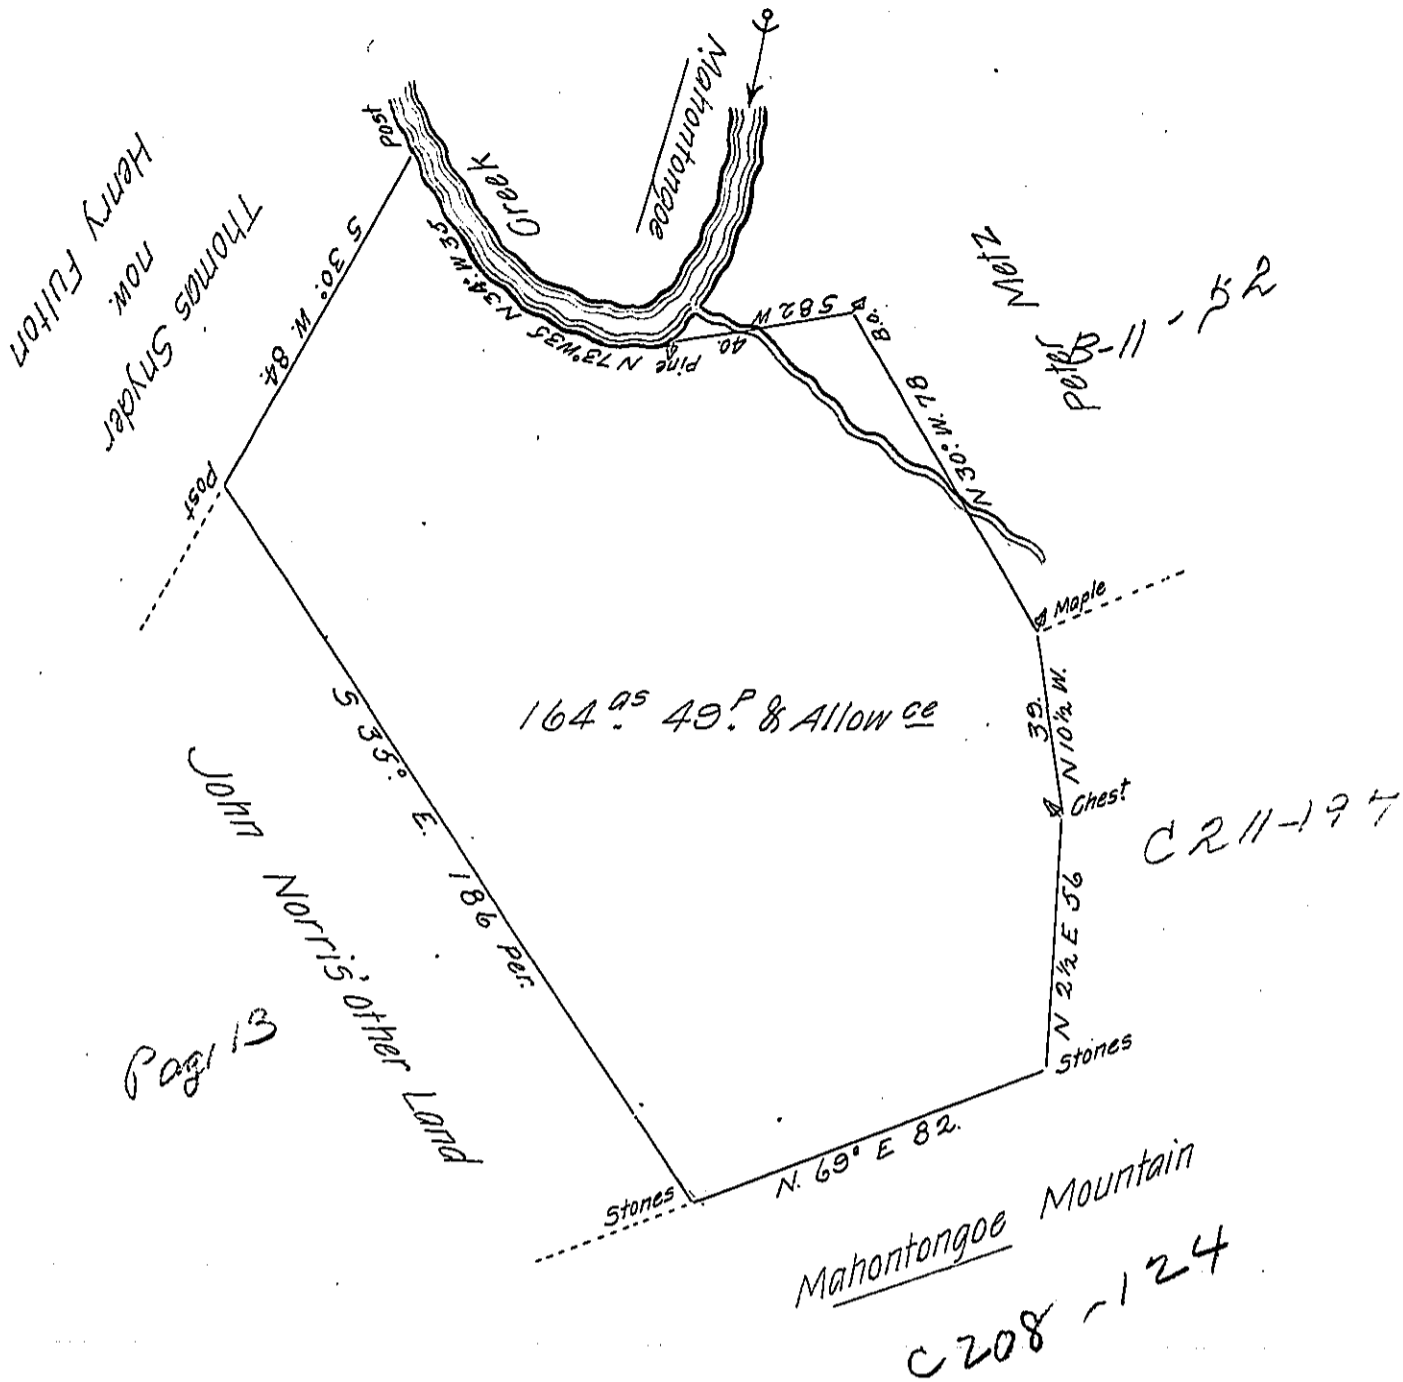 Mahontongoe
Creek
Post
S 30° W. 84.
Henry Fulton
now
Thomas Snyder
Post
N 34° W 35
N 73° W 35
Pine
40.
S 82 W
B.O.
N 30° W. 78
Peter Metz
B-11-52
Maple
39.
N 10½ W.
Chest
C 211-197
N 2½ E 56
Stones
164 as 49 P & Allow ce
S 35° E. 186 per.
John Norris' other Land
Page 13
Stones
N. 69° E 82.
Mahontongoe Mountain
C208-124